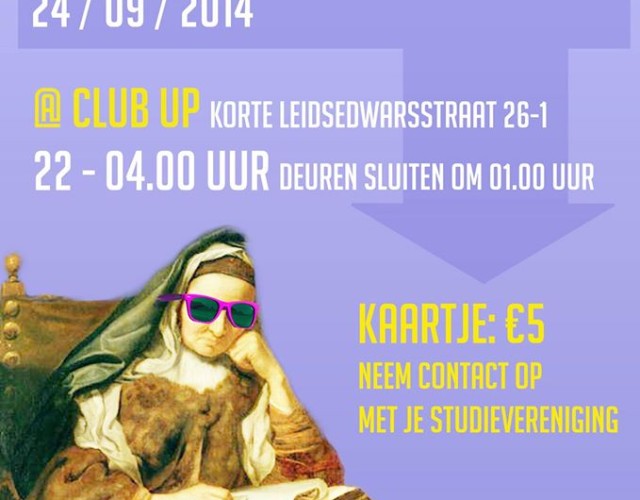 24 / 09 / 2014
@ CLUB UP KORTE LEIDSEDWARSSTRAAT 26-1
22 - 04.00 UUR DEUREN SLUITEN OM 01.00 UUR
KAARTJE: €5
NEEM CONTACT OP
MET JE STUDIEVERENIGING